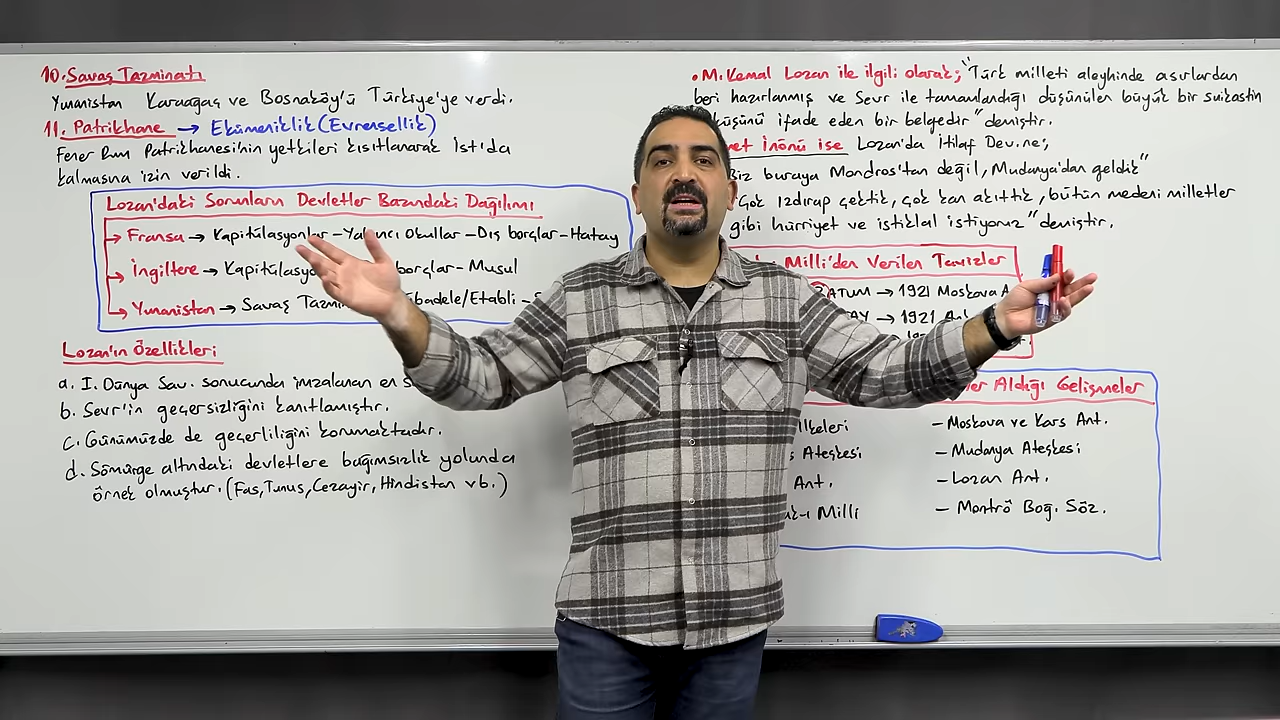 10. Savaş Tazminatı
Yunanistan Karaağaç ve Bosnaköy'ü Türkiye'ye verdi.
11. Patrikhane → Ekümeniklik (Evrensellik)
Fener Rum Patrikhanesi'nin yetkileri kısıtlanarak İst'da
kalmasına izin verildi.
Lozan'daki Sorunların Devletler Bazındaki Dağılımı
Fransa → Kapitülasyonlar - Yabancı Okullar - Dış borçlar - Hatay
İngiltere → borçlar - Musul
Yunanistan → Savaş Etabli
Lozan'ın Özellikleri
a. I. Dünya Sav. sonucunda imzalanan en
b. Sevr'in geçersizliğini kanıtlamıştır.
c. Günümüzde de geçerliliğini korumaktadır.
d. Sömürge altındaki devletlere bağımsızlık yolunda
örnek olmuştur. (Fas, Tunus, Cezayir, Hindistan vb.)
• M. Kemal Lozan ile ilgili olarak; "Türk milleti aleyhinde asırlardan
beri hazırlanmış ve Sevr ile tamamlandığı düşünülen büyük bir suikastin
ifade eden bir belgedir" demiştir.
İnönü ise Lozan'da İtilaf Dev.ne;
Biz buraya Mondros'tan değil, Mudanya'dan geldik"
Çok ızdırap çektik, çok kan akıttık, bütün medeni milletler
gibi hürriyet ve istiklal istiyoruz" demiştir.
Milli'den Verilen Tavizler
BATUM → 1921 Moskova A
→ 1921
Aldığı Gelişmeler
İlkeleri
Ateşkesi
Ant.
Milli
- Moskova ve Kars Ant.
- Mudanya Ateşkesi
- Lozan Ant.
- Montrö Boğ. Söz.